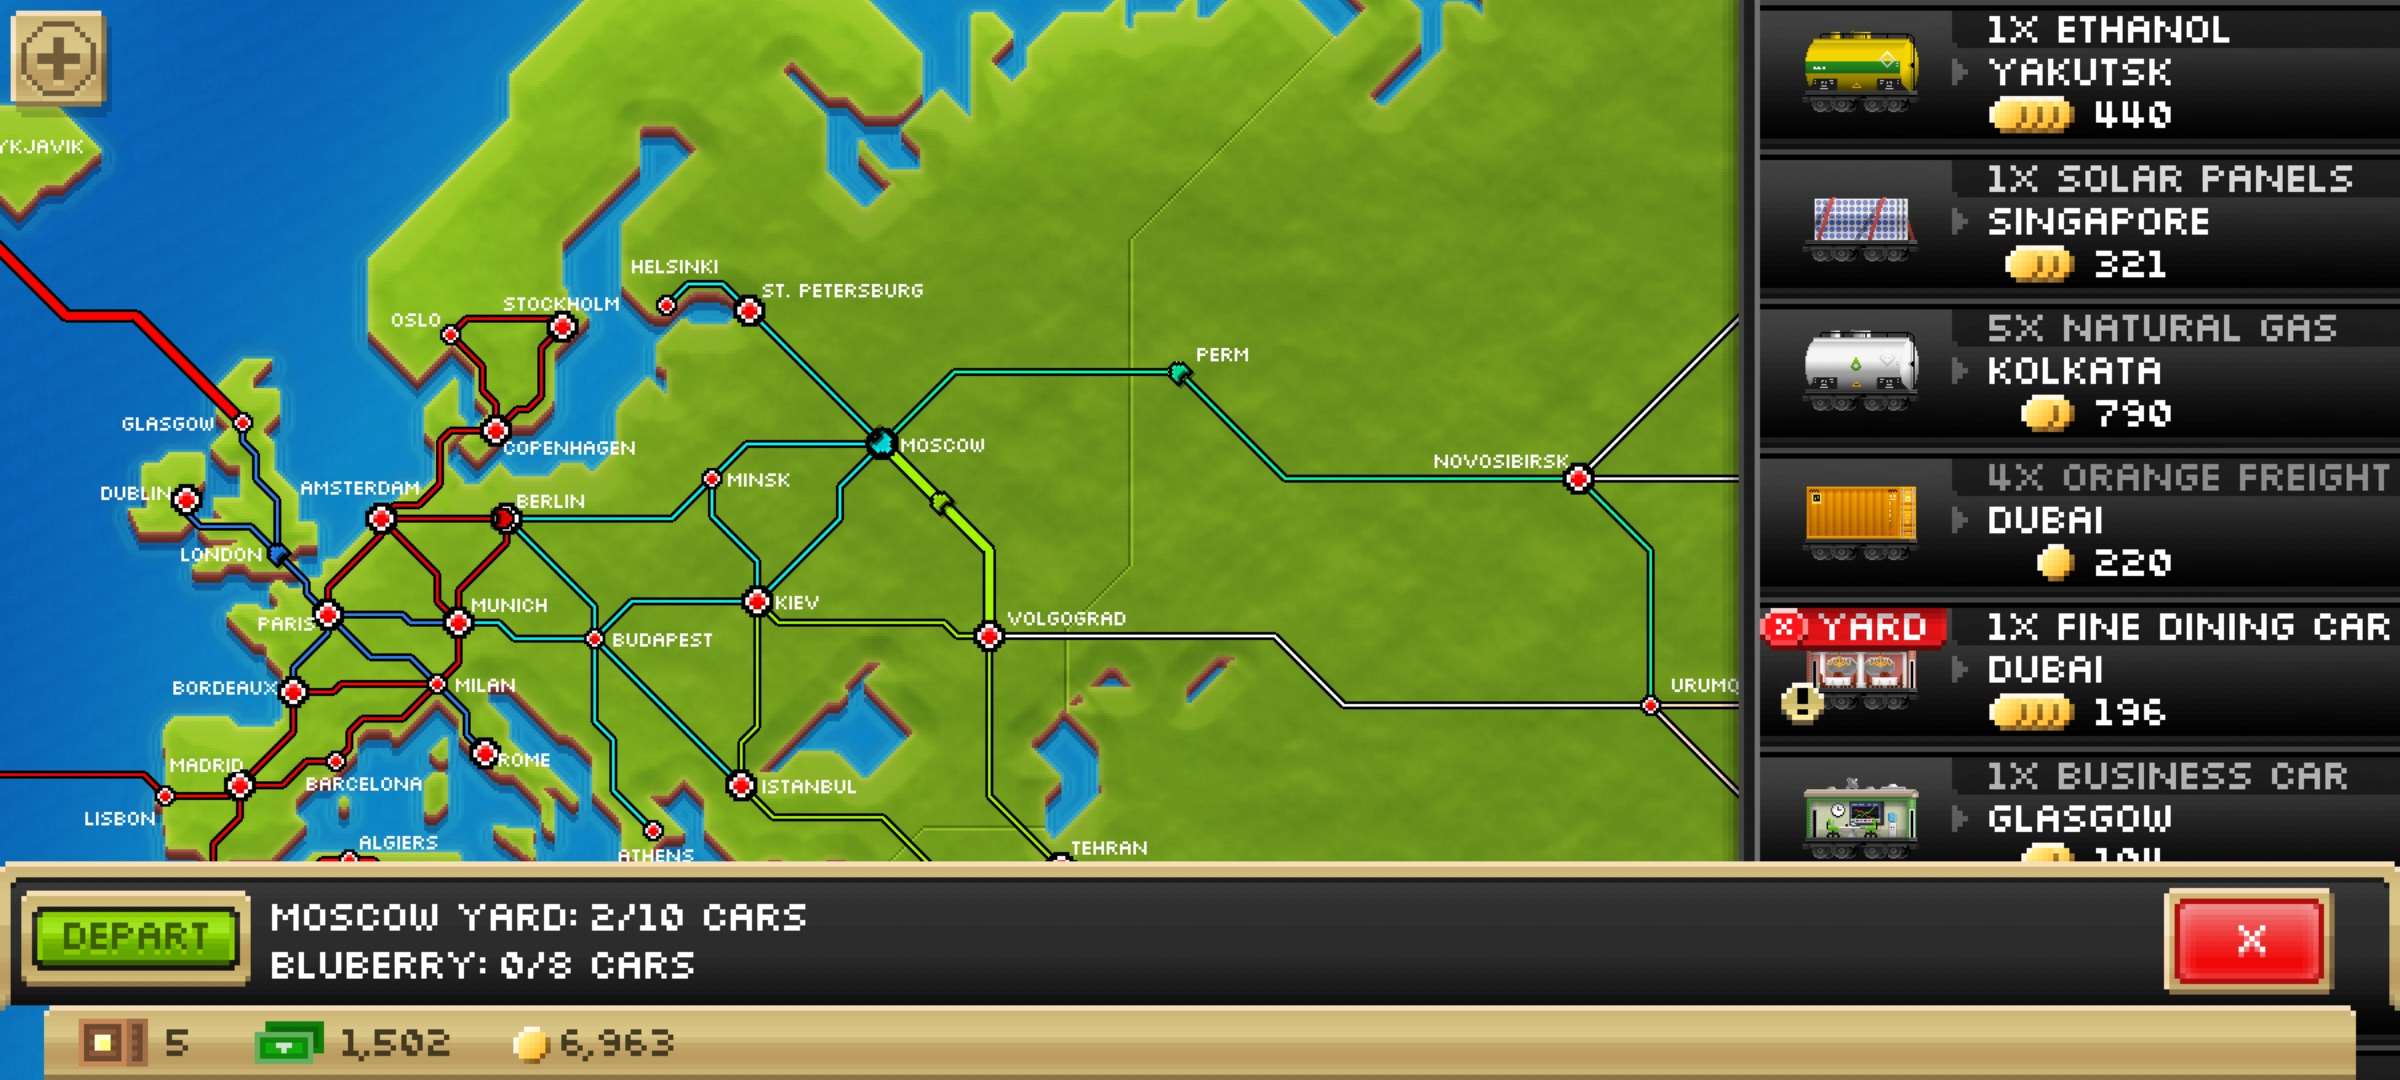 YKJAVIK
HELSINKI
ST. PETERSBURG
STOCKHOLM
OSLO
PERM
GLASGOW
COPENHAGEN
MOSCOW
NOVOSIBIRSK
MINSK
DUBLIN
AMSTERDAM
BERLIN
LONDON
PARIS
MUNICH
KIEV
VOLGOGRAD
BUDAPEST
BORDEAUX
MILAN
URUMQ
MADRID
ROME
BARCELONA
ISTANBUL
LISBON
ALGIERS
ATHENS
TEHRAN
1X ETHANOL
YAKUTSK
440
1X SOLAR PANELS
SINGAPORE
321
5X NATURAL GAS
KOLKATA
790
4X ORANGE FREIGHT
DUBAI
220
X YARD
1X FINE DINING CAR
DUBAI
196
1X BUSINESS CAR
GLASGOW
DEPART
MOSCOW YARD: 2/10 CARS
BLUBERRY: 0/8 CARS
X
5
1,502
6,963